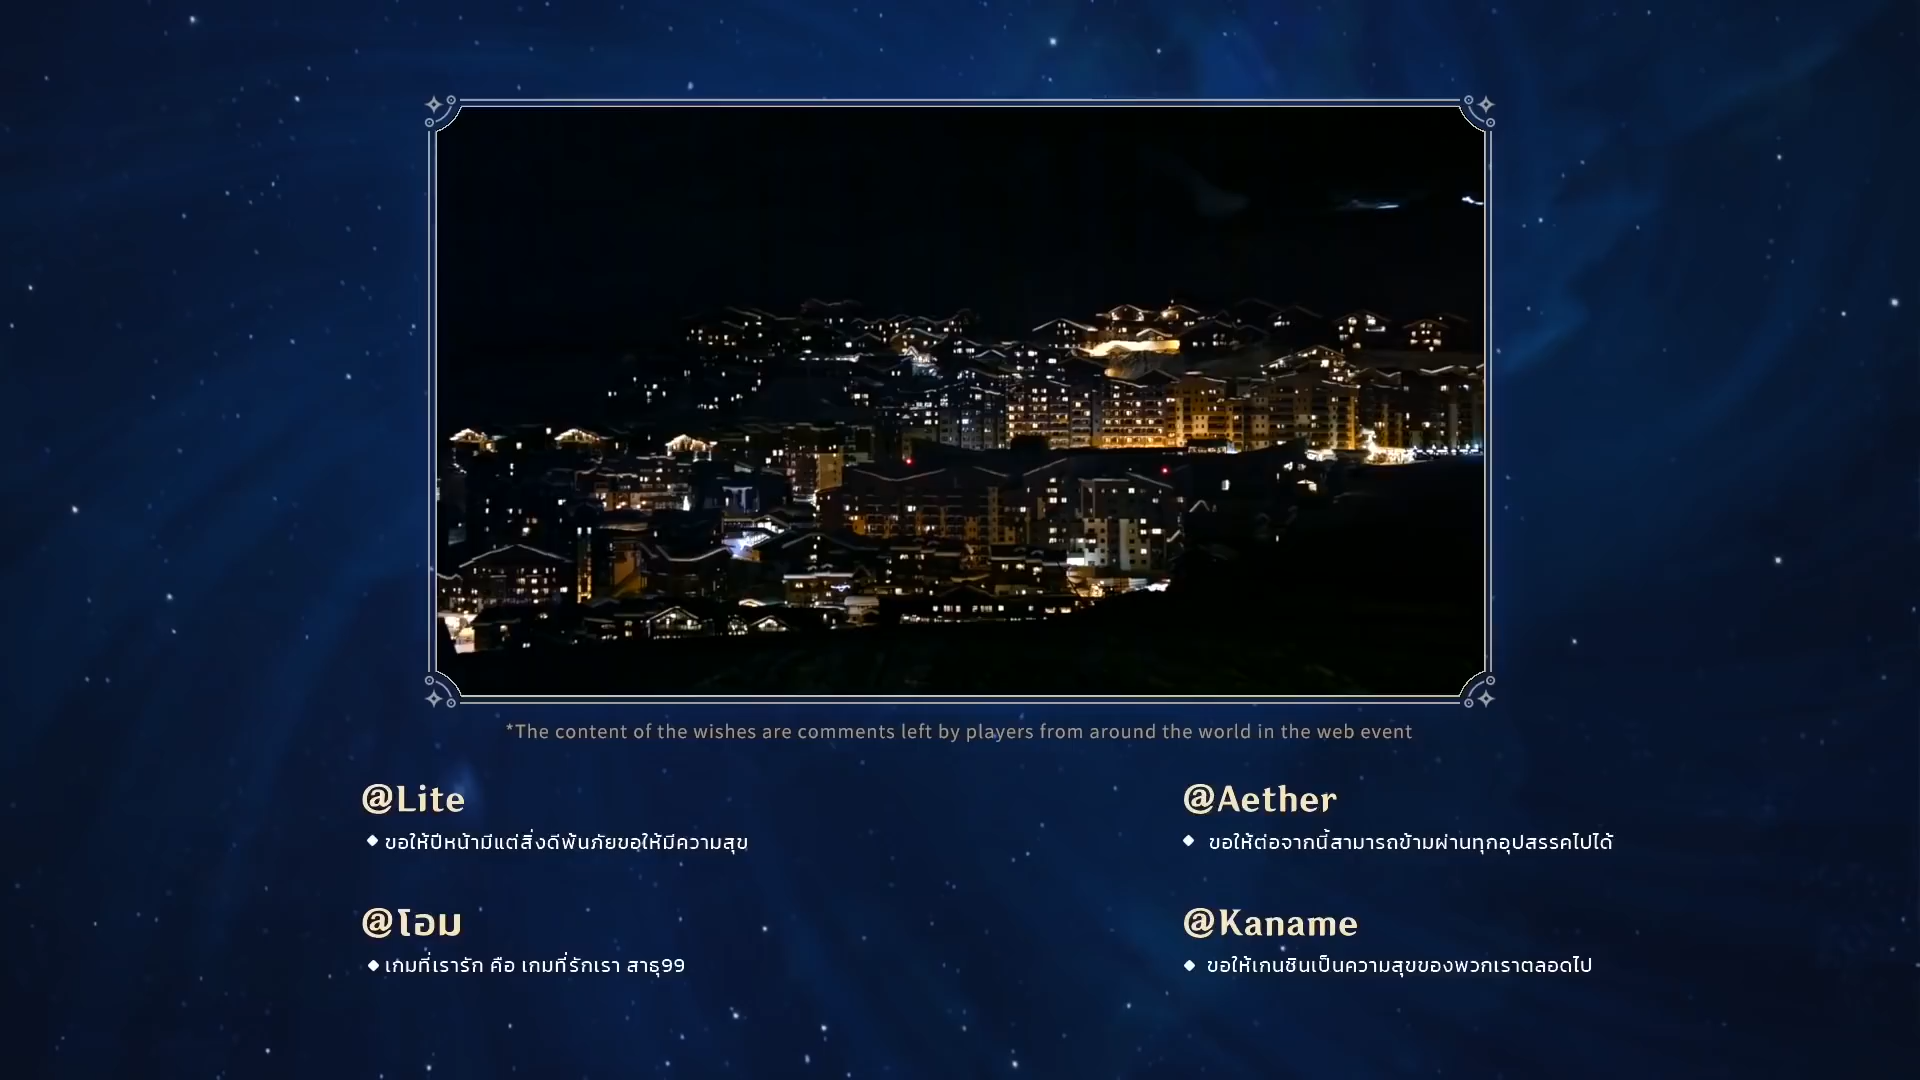 *The content of the wishes are comments left by players from around the world in the web event
@Lite
◆ ขอให้ปีหน้ามีแต่สิ่งดีพ้นภัยขอให้มีความสุข
@Aether
◆ ขอให้ต่อจากนี้สามารถข้ามผ่านทุกอุปสรรคไปได้
@โอม
◆ เกมที่เรารัก คือ เกมที่รักเรา สาธุ99
@Kaname
◆ ขอให้เกนชินเป็นความสุขของพวกเราตลอดไป